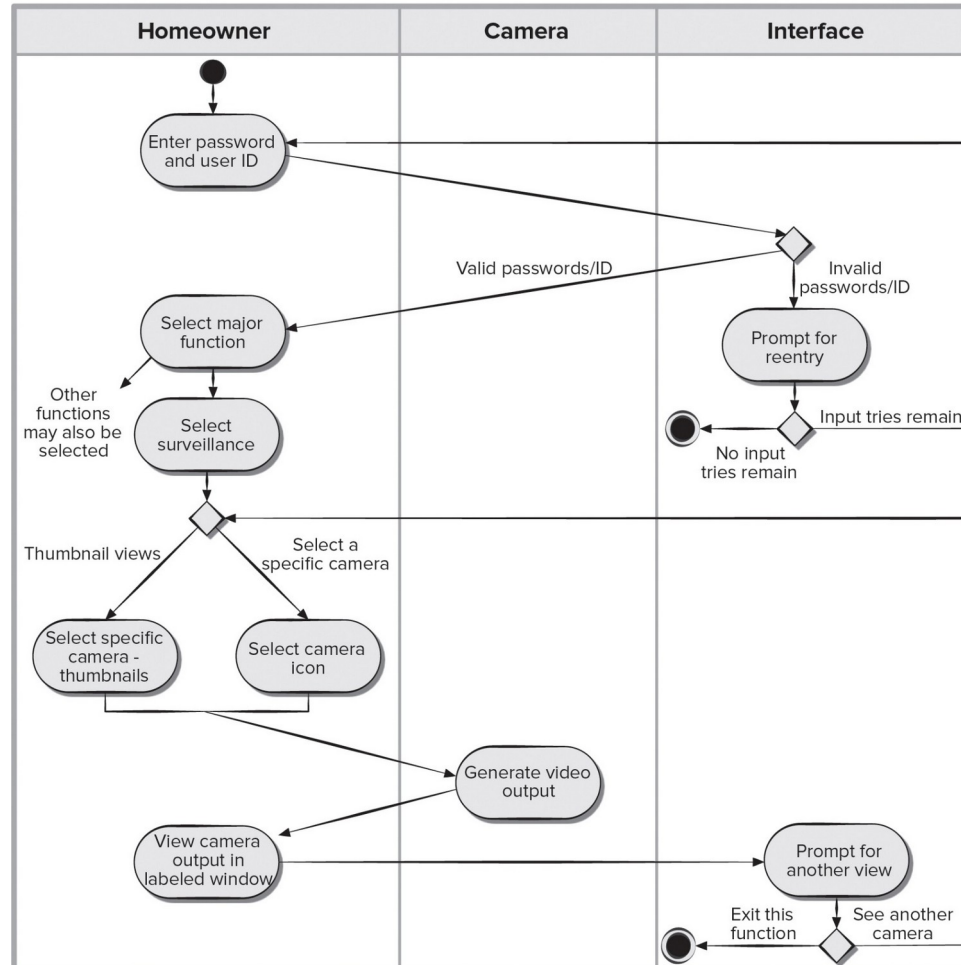 Homeowner
Camera
Interface
Enter password
and user ID
Valid passwords/ID
Invalid
passwords/ID
Select major
function
Prompt for
reentry
Other
functions
may also be
selected
Select
surveillance
Input tries remain
No input
tries remain
Thumbnail views
Select a
specific camera
Select specific
camera -
thumbnails
Select camera
icon
Generate video
output
View camera
output in
labeled window
Prompt for
another view
Exit this
function
See another
camera